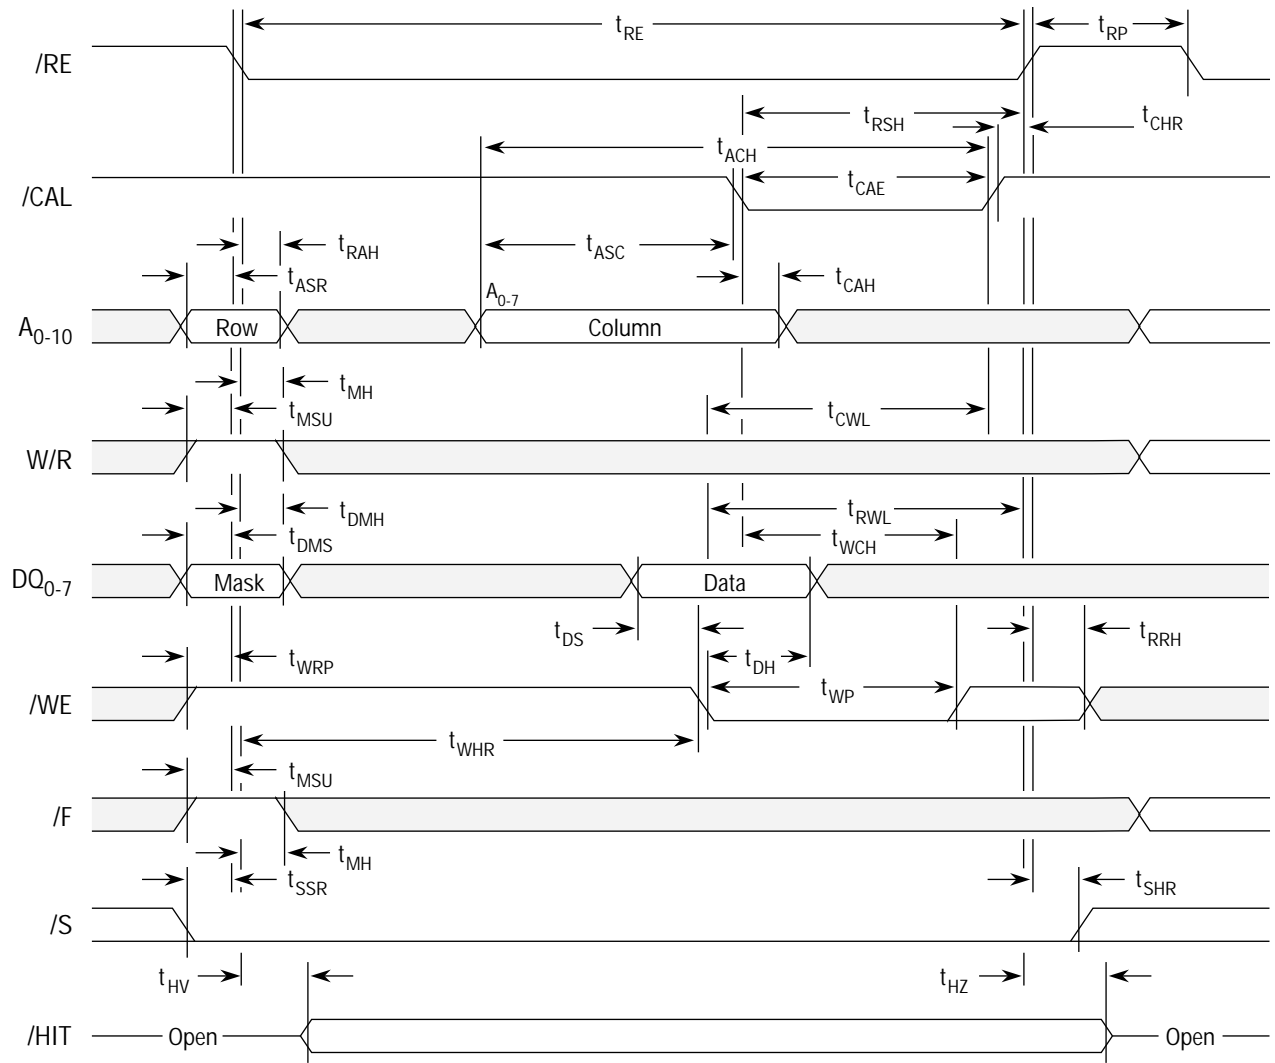 tRE
tRP
/RE
tRSH
tCHR
tACH
tCAE
/CAL
tRAH
tASC
tASR
tCAH
A0-7
A0-10
Row
Column
tMH
tMSU
tCWL
W/R
tDMH
tRWL
tDMS
tWCH
DQ0-7
Mask
Data
tDS
tRRH
tWRP
tDH
/WE
tWP
tWHR
tMSU
/F
tMH
tSSR
tSHR
/S
tHV
tHZ
/HIT
Open
Open